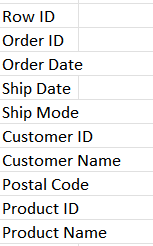 Row ID
Order ID
Order Date
Ship Date
Ship Mode
Customer ID
Customer Name
Postal Code
Product ID
Product Name